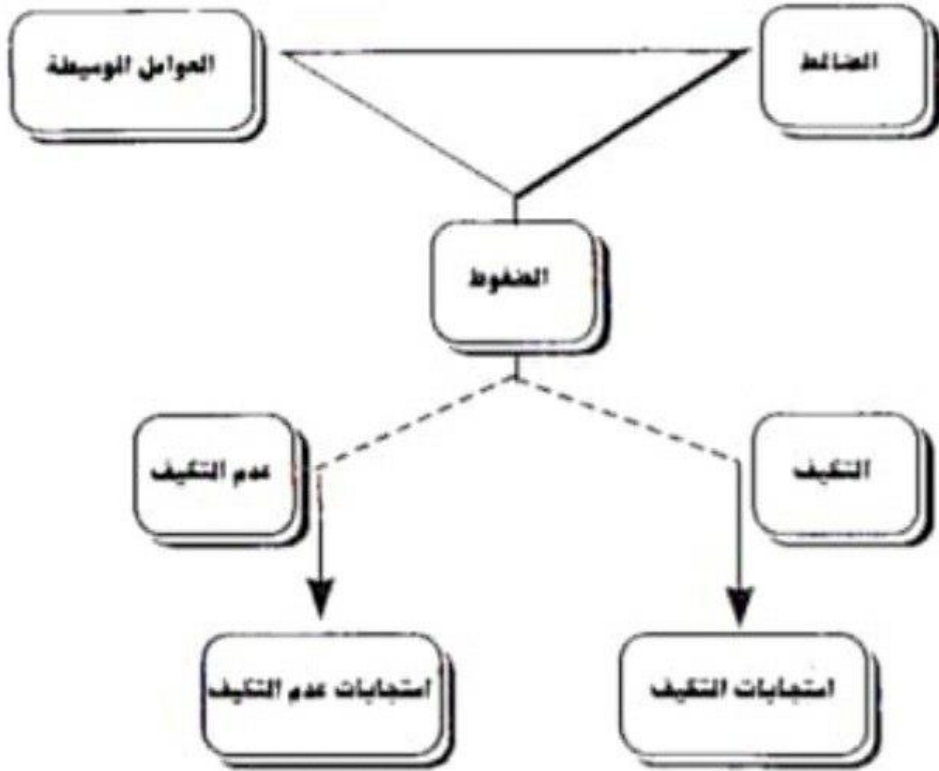 الضاغط
العوامل الوسيطة
الضغوط
التكيف
عدم التكيف
استجابات التكيف
استجابات عدم التكيف